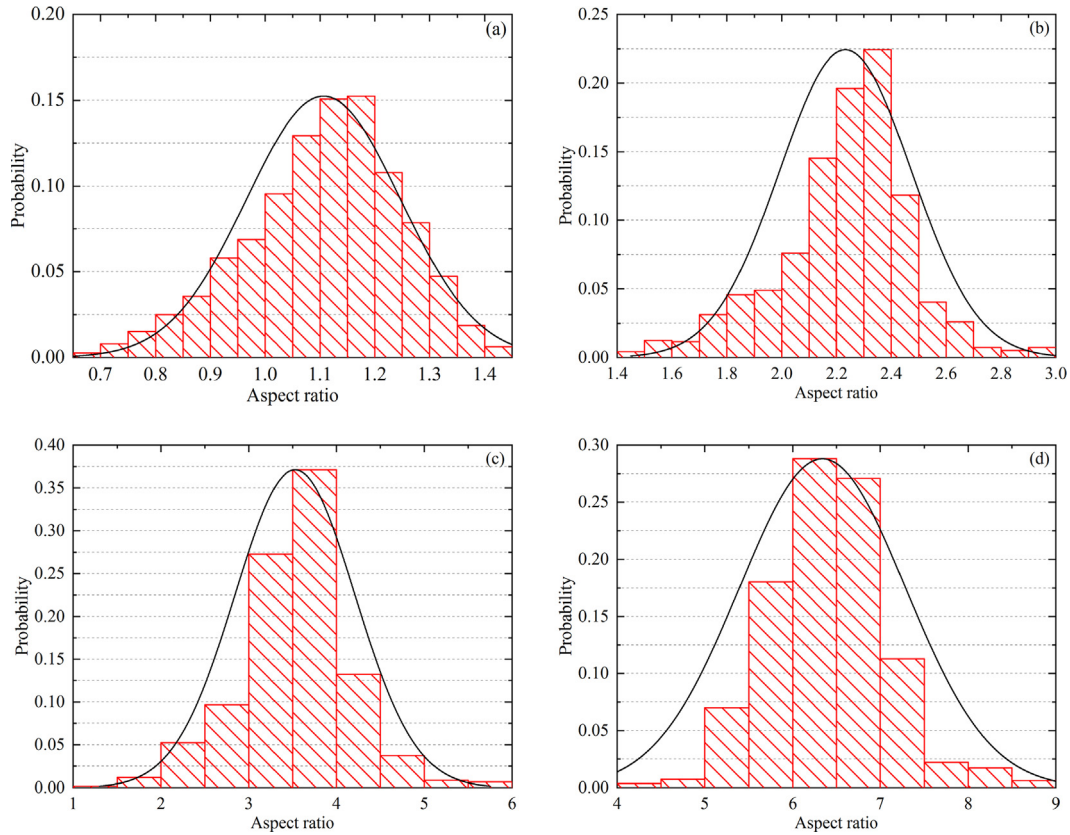 (a)
0.20
0.15
0.10
0.05
0.00
Probability
0.7 0.8 0.9 1.0 1.1 1.2 1.3 1.4
Aspect ratio
(b)
0.25
0.20
0.15
0.10
0.05
0.00
Probability
1.4 1.6 1.8 2.0 2.2 2.4 2.6 2.8 3.0
Aspect ratio
(c)
0.40
0.35
0.30
0.25
0.20
0.15
0.10
0.05
0.00
Probability
1 2 3 4 5 6
Aspect ratio
(d)
0.30
0.25
0.20
0.15
0.10
0.05
0.00
Probability
4 5 6 7 8 9
Aspect ratio